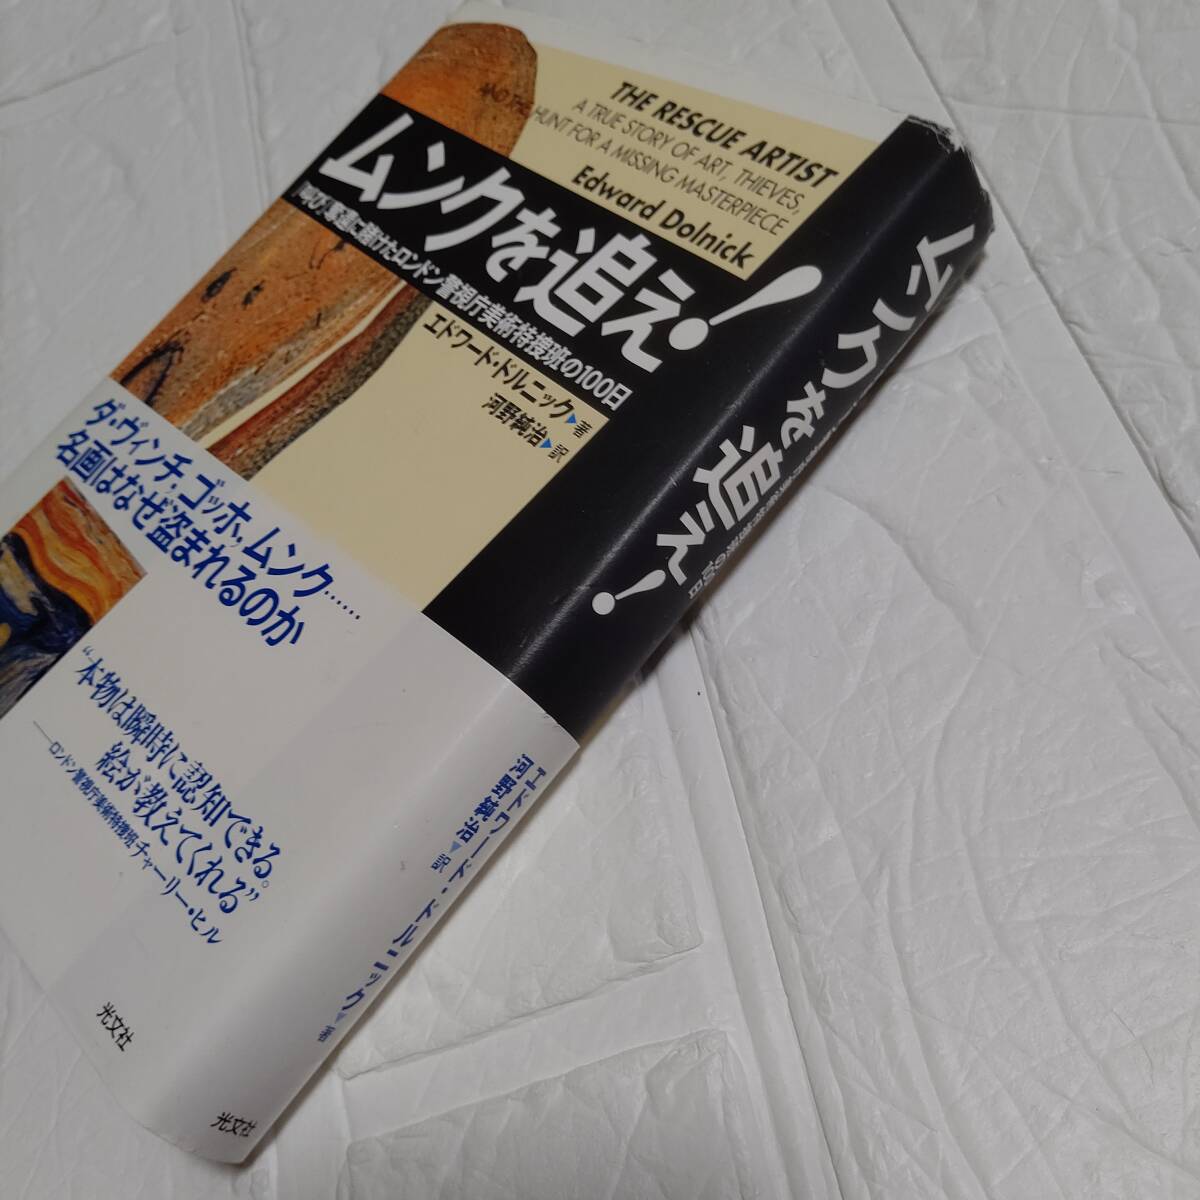 THE RESCUE ARTIST
A TRUE STORY OF ART, THIEVES,
AND THE HUNT FOR A MISSING MASTERPIECE
Edward Dolnick
ムンクを追え!
『叫び』奪還に賭けたロンドン警視庁美術特捜班の100日
エドワード・ドルニック▶著
河野純治▶訳
ダ・ヴィンチ、ゴッホ、ムンク……
名画はなぜ盗まれるのか
“本物は瞬時に認知できる。
絵が教えてくれる”
──ロンドン警視庁美術特捜班 チャーリー・ヒル
光文社
ムンクを追え!
エドワード・ドルニック▼著
河野純治▼訳
光文社